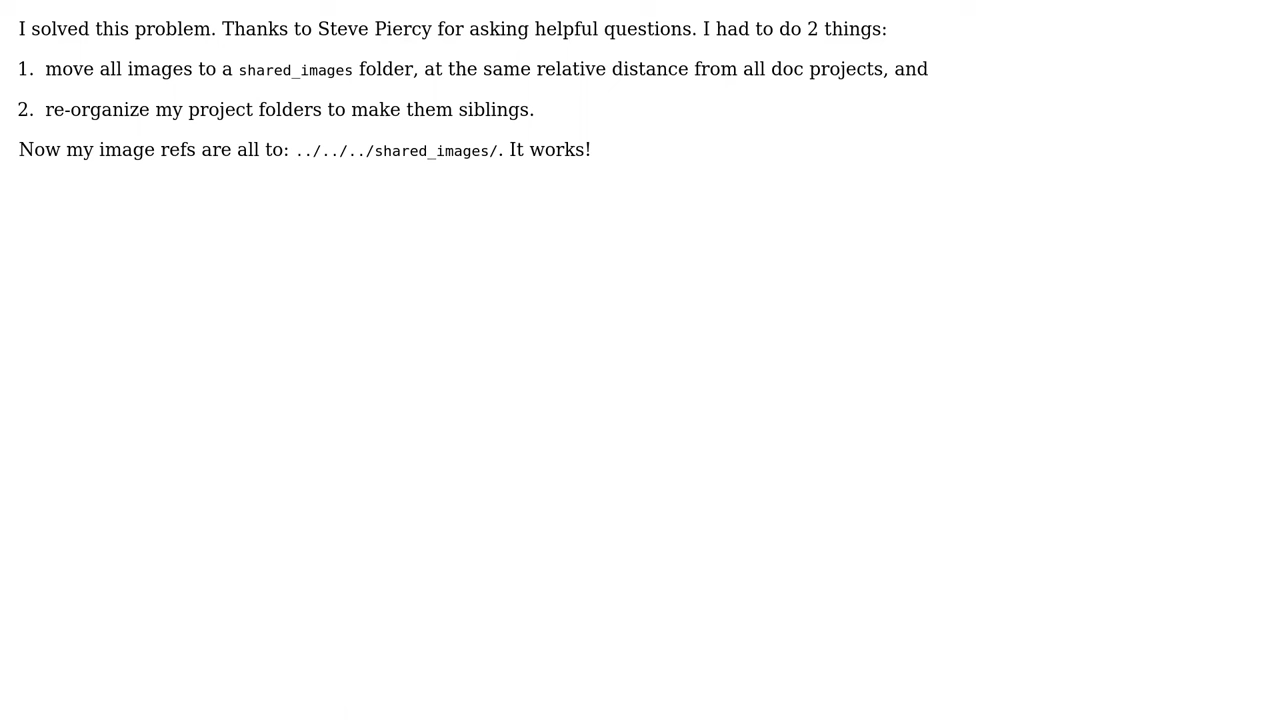 I solved this problem. Thanks to Steve Piercy for asking helpful questions. I had to do 2 things:
1. move all images to a shared_images folder, at the same relative distance from all doc projects, and
2. re-organize my project folders to make them siblings.
Now my image refs are all to: ../../../shared_images/. It works!